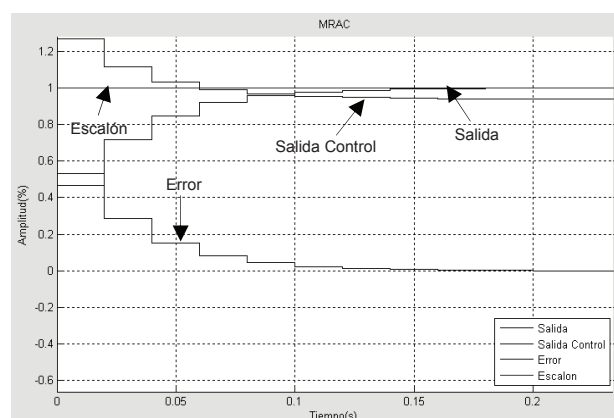 MRAC
1.2
1
0.8
0.6
0.4
0.2
0
-0.2
-0.4
-0.6
Amplitud(%)
Escalón
Salida Control
Salida
Error
Salida
Salida Control
Error
Escalon
0
0.05
0.1
0.15
0.2
Tiempo(s)